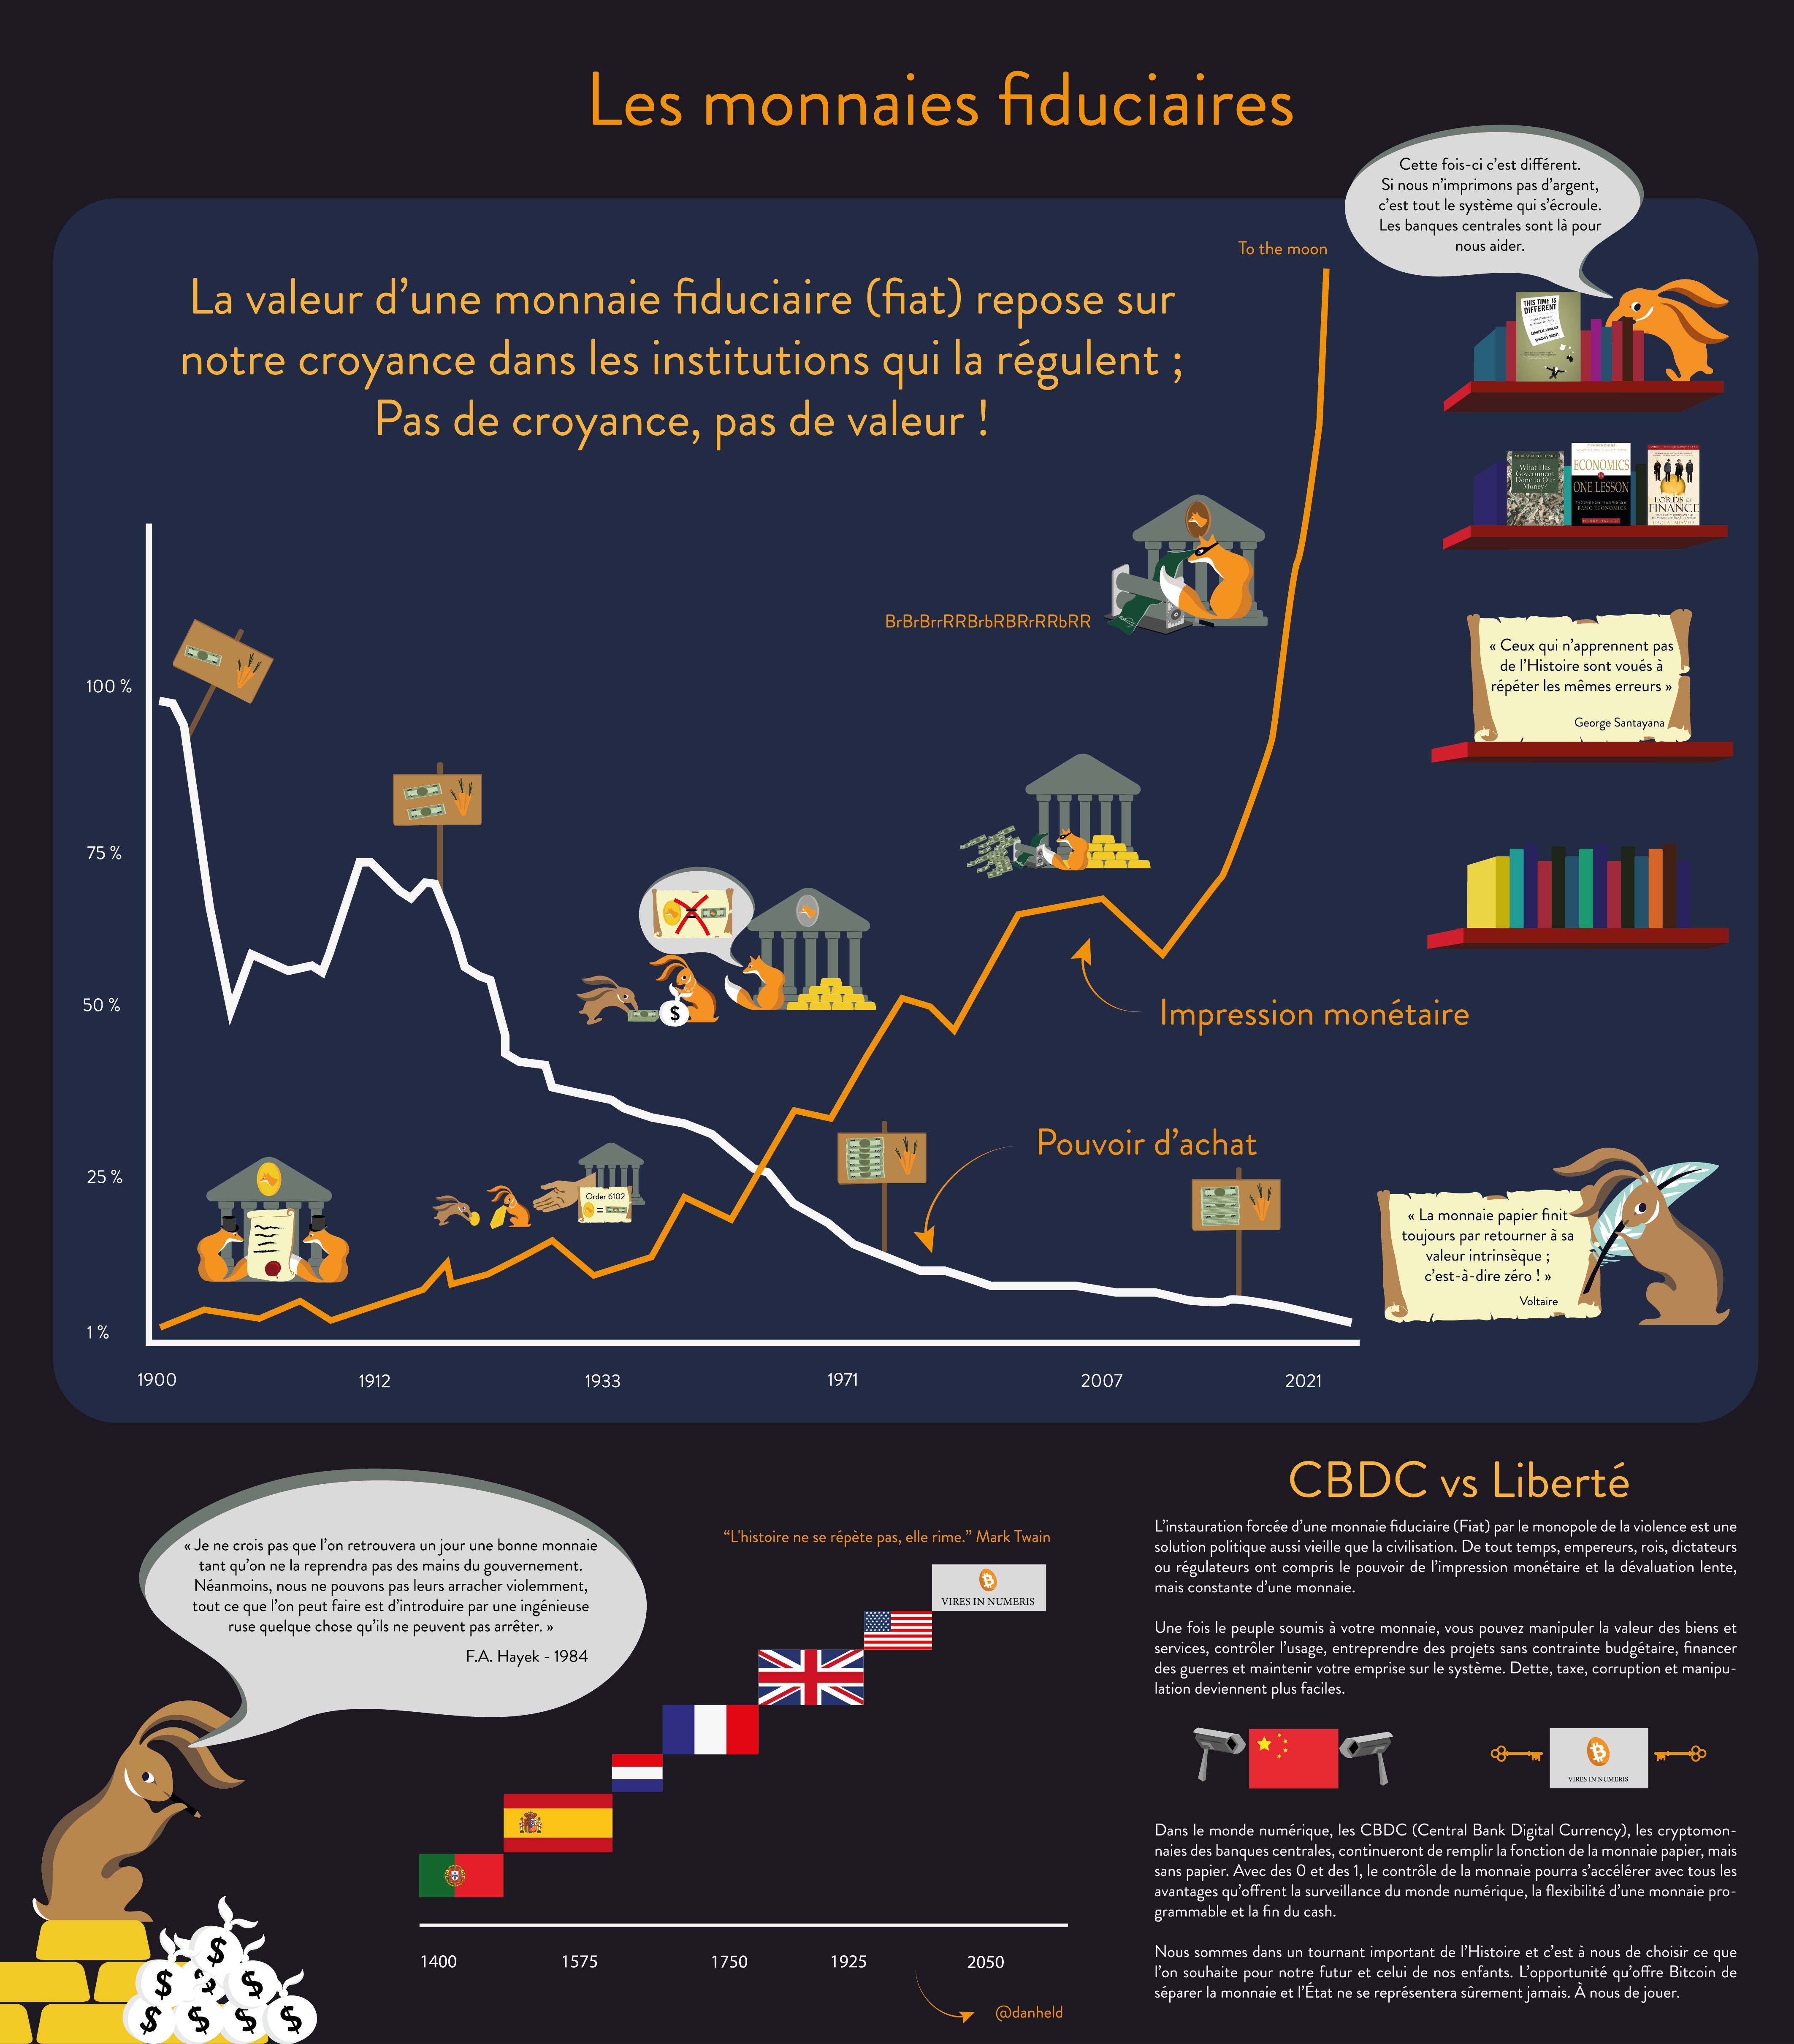 Les monnaies fiduciaires
Cette fois-ci c'est différent.
Si nous n'imprimons pas d'argent,
c'est tout le système qui s'écroule.
Les banques centrales sont là pour
nous aider.
To the moon
La valeur d'une monnaie fiduciaire (fiat) repose sur
notre croyance dans les institutions qui la régulent ;
Pas de croyance, pas de valeur !
THIS TIME IS
DIFFERENT
What Has
Government
Done to Our
Money?
ECONOMICS
ONE LESSON
BASIC ECONOMICS
LORDS OF
FINANCE
BrBrBrrRRBrbRBRrRRbRR
« Ceux qui n'apprennent pas
de l'Histoire sont voués à
répéter les mêmes erreurs »
George Santayana
100 %
75 %
50 %
25 %
1 %
$
Impression monétaire
Pouvoir d'achat
Order 6102
=
« La monnaie papier finit
toujours par retourner à sa
valeur intrinsèque ;
c'est-à-dire zéro ! »
Voltaire
1900 1912 1933 1971 2007 2021
« Je ne crois pas que l'on retrouvera un jour une bonne monnaie
tant qu'on ne la reprendra pas des mains du gouvernement.
Néanmoins, nous ne pouvons pas leurs arracher violemment,
tout ce que l'on peut faire est d'introduire par une ingénieuse
ruse quelque chose qu'ils ne peuvent pas arrêter. »
F.A. Hayek - 1984
$ $ $ $ $ $ $
“L'histoire ne se répète pas, elle rime.” Mark Twain
VIRES IN NUMERIS
1400 1575 1750 1925 2050
@danheld
CBDC vs Liberté
L'instauration forcée d'une monnaie fiduciaire (Fiat) par le monopole de la violence est une
solution politique aussi vieille que la civilisation. De tout temps, empereurs, rois, dictateurs
ou régulateurs ont compris le pouvoir de l'impression monétaire et la dévaluation lente,
mais constante d'une monnaie.
Une fois le peuple soumis à votre monnaie, vous pouvez manipuler la valeur des biens et
services, contrôler l'usage, entreprendre des projets sans contrainte budgétaire, financer
des guerres et maintenir votre emprise sur le système. Dette, taxe, corruption et manipu-
lation deviennent plus faciles.
VIRES IN NUMERIS
Dans le monde numérique, les CBDC (Central Bank Digital Currency), les cryptomon-
naies des banques centrales, continueront de remplir la fonction de la monnaie papier, mais
sans papier. Avec des 0 et des 1, le contrôle de la monnaie pourra s'accélérer avec tous les
avantages qu'offrent la surveillance du monde numérique, la flexibilité d'une monnaie pro-
grammable et la fin du cash.
Nous sommes dans un tournant important de l'Histoire et c'est à nous de choisir ce que
l'on souhaite pour notre futur et celui de nos enfants. L'opportunité qu'offre Bitcoin de
séparer la monnaie et l'État ne se représentera sûrement jamais. À nous de jouer.